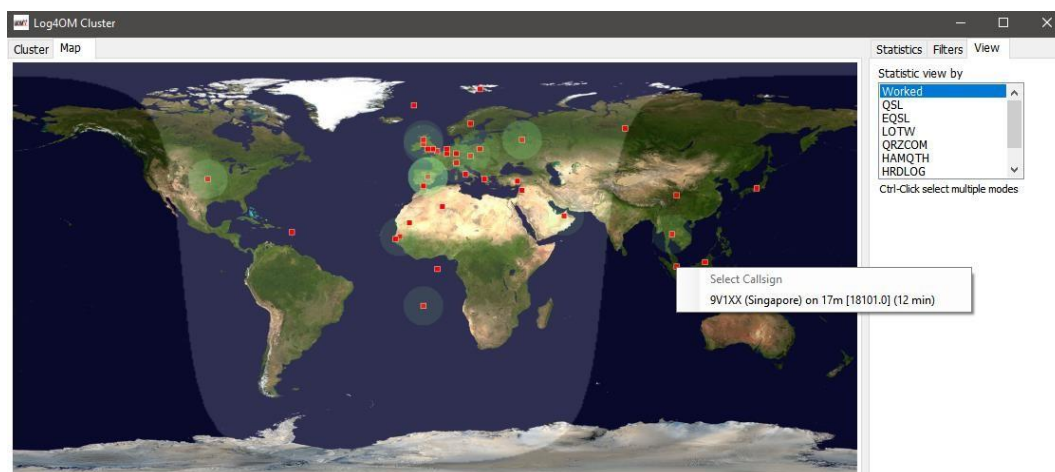 Log4OM Cluster
Cluster Map
Statistics Filters View
Statistic view by
Worked
QSL
EQSL
LOTW
QRZCOM
HAMQTH
HRDLOG
Ctrl-Click select multiple modes
Select Callsign
9V1XX (Singapore) on 17m [18101.0] (12 min)